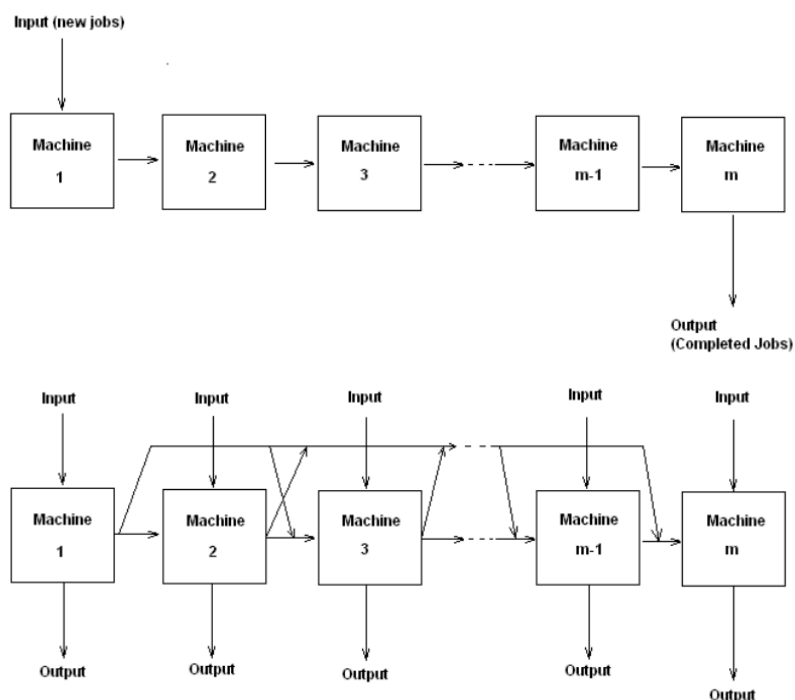 Input (new jobs)
Machine
1
Machine
2
Machine
3
Machine
m-1
Machine
m
Output
(Completed Jobs)
Input
Input
Input
Input
Input
Machine
1
Machine
2
Machine
3
Machine
m-1
Machine
m
Output
Output
Output
Output
Output